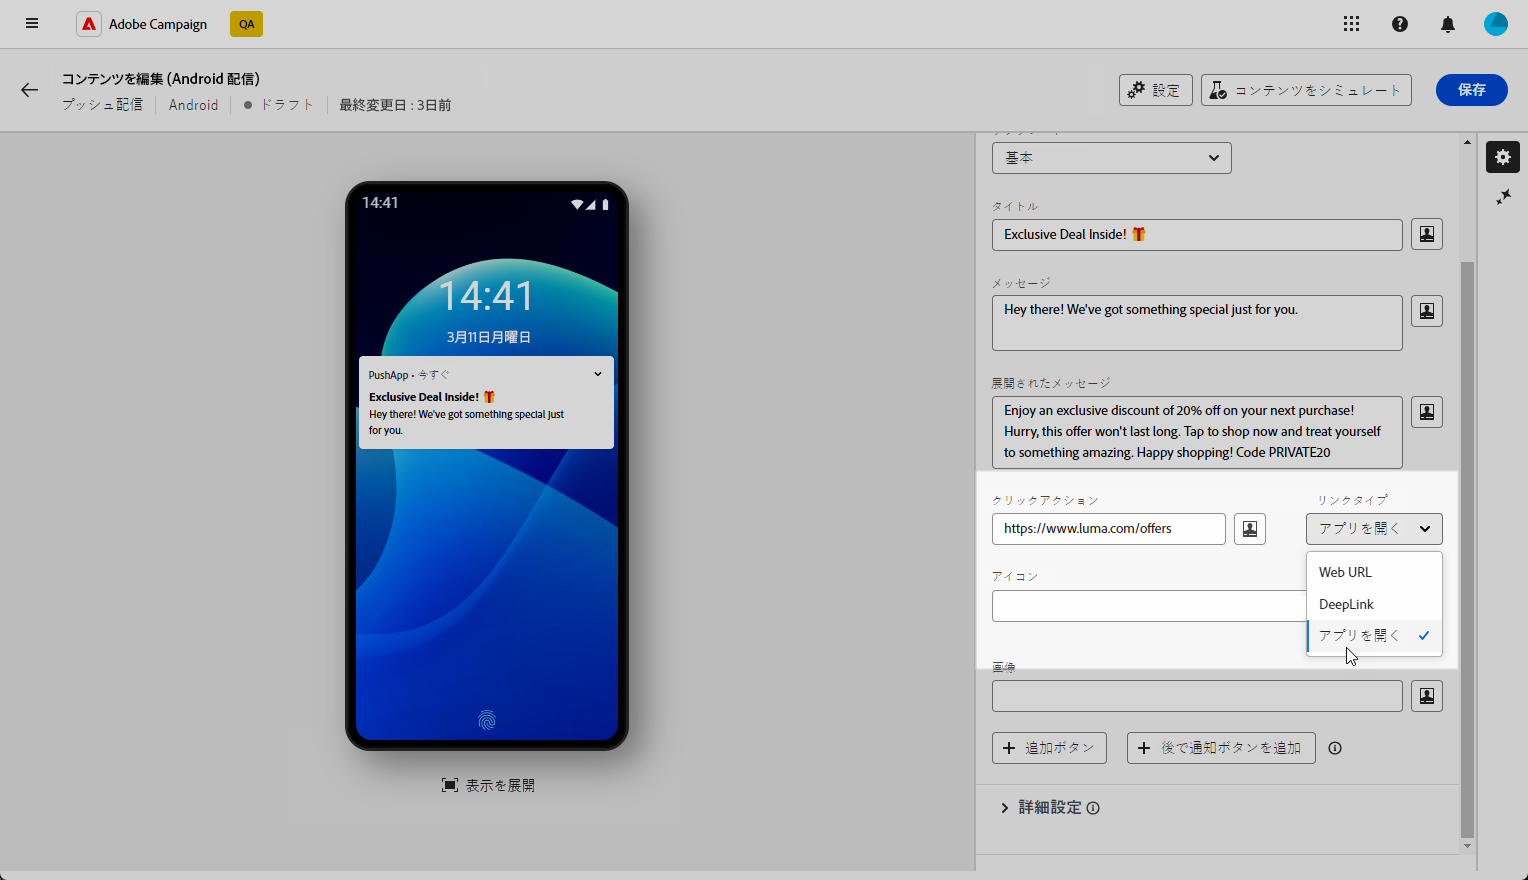 Adobe Campaign
QA
コンテンツを編集 (Android 配信)
プッシュ配信
Android
ドラフト
最終変更日 : 3日前
設定
コンテンツをシミュレート
保存
14:41
14:41
3月11日月曜日
PushApp • 今すぐ
Exclusive Deal Inside! 🎁
Hey there! We've got something special just
for you.
表示を展開
基本
タイトル
Exclusive Deal Inside! 🎁
メッセージ
Hey there! We've got something special just for you.
展開されたメッセージ
Enjoy an exclusive discount of 20% off on your next purchase!
Hurry, this offer won't last long. Tap to shop now and treat yourself
to something amazing. Happy shopping! Code PRIVATE20
クリックアクション
リンクタイプ
https://www.luma.com/offers
アプリを開く
Web URL
DeepLink
アプリを開く
アイコン
画像
追加ボタン
後で通知ボタンを追加
詳細設定